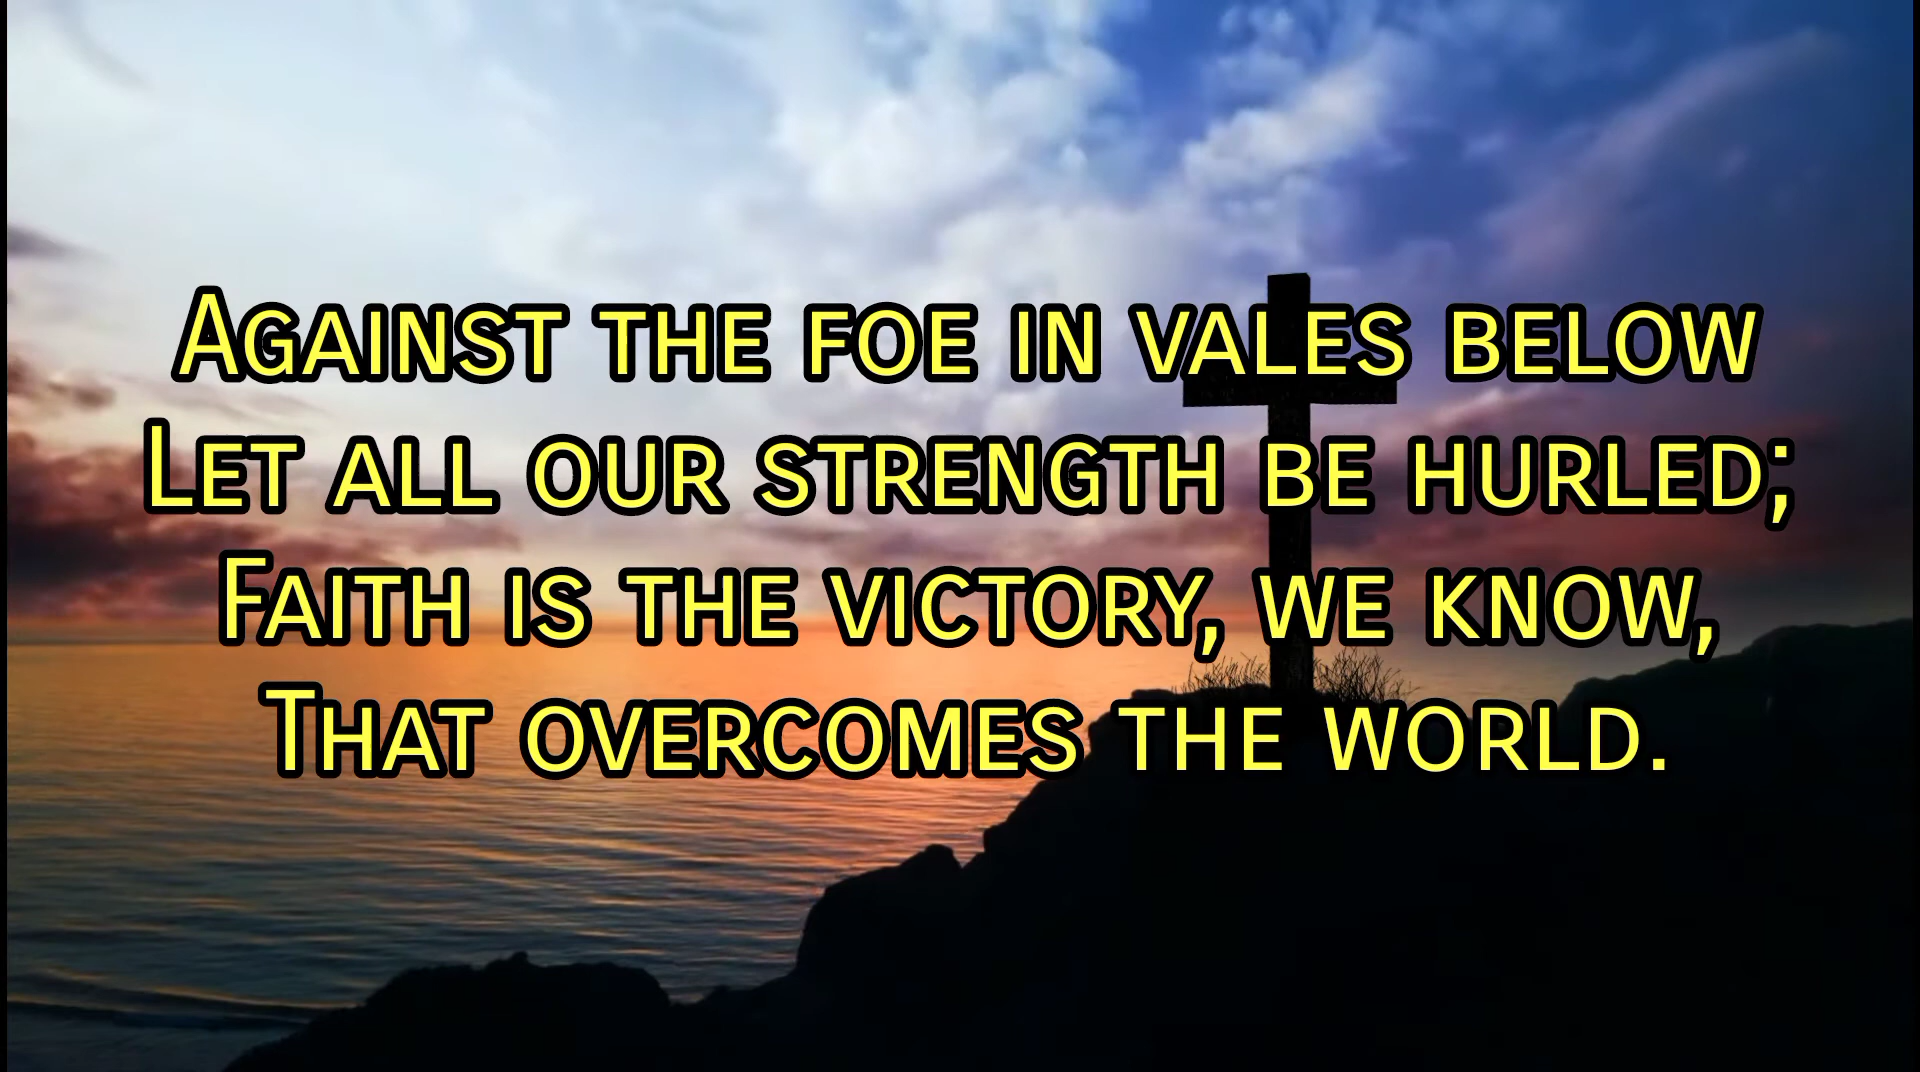 Against the foe in vales below
Let all our strength be hurled;
Faith is the victory, we know,
That overcomes the world.